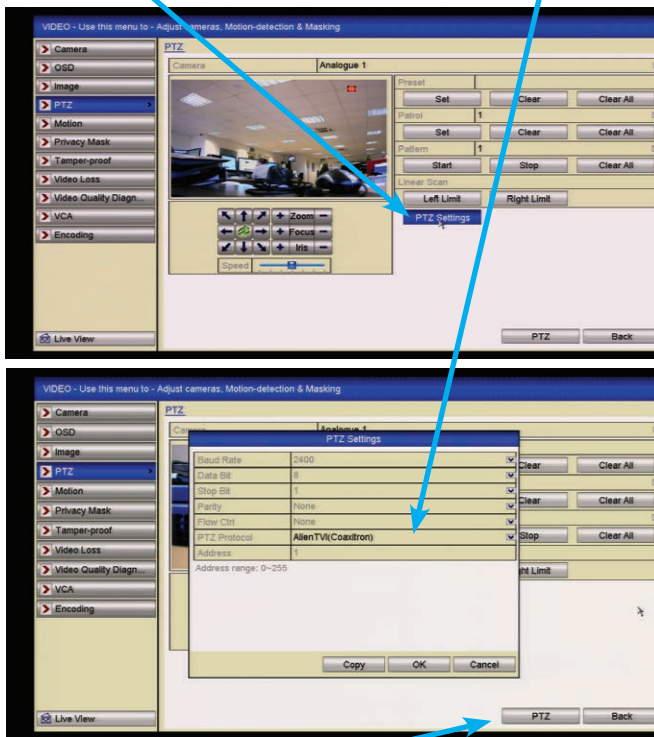 VIDEO - Use this menu to - Adjust cameras, Motion-detection & Masking
Camera
OSD
Image
PTZ
Motion
Privacy Mask
Tamper-proof
Video Loss
Video Quality Diagn...
VCA
Encoding
Live View
PTZ
Camera Analogue 1
Preset
Set Clear Clear All
Patrol 1
Set Clear Clear All
Pattern 1
Start Stop Clear All
Linear Scan
Left Limit Right Limit
PTZ Settings
+ Zoom -
+ Focus -
+ Iris -
Speed
PTZ Back
VIDEO - Use this menu to - Adjust cameras, Motion-detection & Masking
Camera
OSD
Image
PTZ
Motion
Privacy Mask
Tamper-proof
Video Loss
Video Quality Diagn...
VCA
Encoding
Live View
PTZ
Analogue 1
PTZ Settings
Baud Rate 2400
Data Bit 8
Stop Bit 1
Parity None
Flow Ctrl None
PTZ Protocol AlienTVI(Coaxitron)
Address 1
Address range: 0~255
Copy OK Cancel
Clear Clear All
Clear Clear All
Stop Clear All
ght Limit
PTZ Back